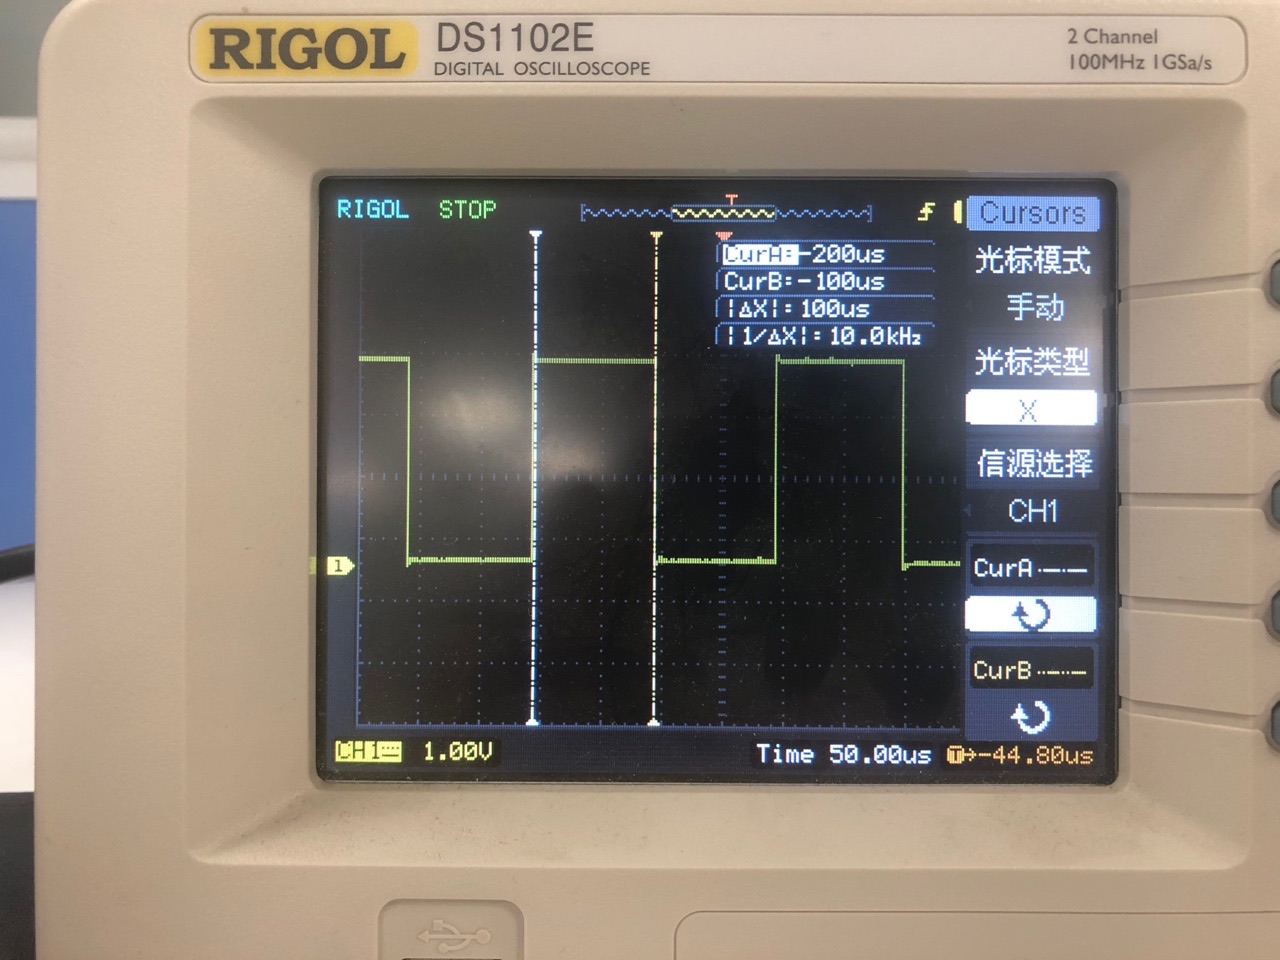 RIGOL DS1102E
DIGITAL OSCILLOSCOPE
2 Channel
100MHz 1GSa/s
RIGOL STOP
T
Cursors
CurA:-200us
CurB:-100us
|ΔX|: 100us
|1/ΔX|: 10.0kHz
光标模式
手动
光标类型
X
信源选择
CH1
CurA
CurB
1
CH1 1.00V
Time 50.00us
T→-44.80us